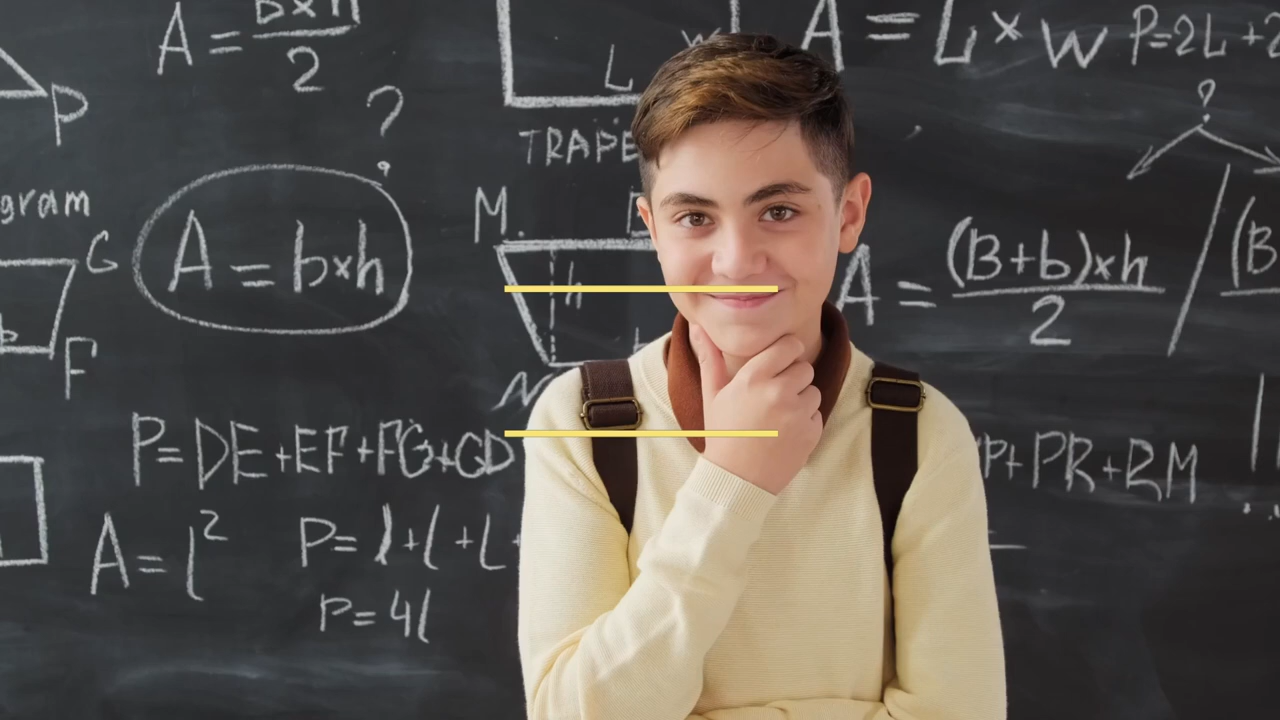 A = b×h / 2
L
A = L × W
P=2L +2
P
?
?
TRAPE
gram
G
A = b×h
M
h
A = (B+b)×h / 2
F
N
P=DE+EF+FG+GD
P+PR+RM
A = l²
P= l+l+l+
P=4l